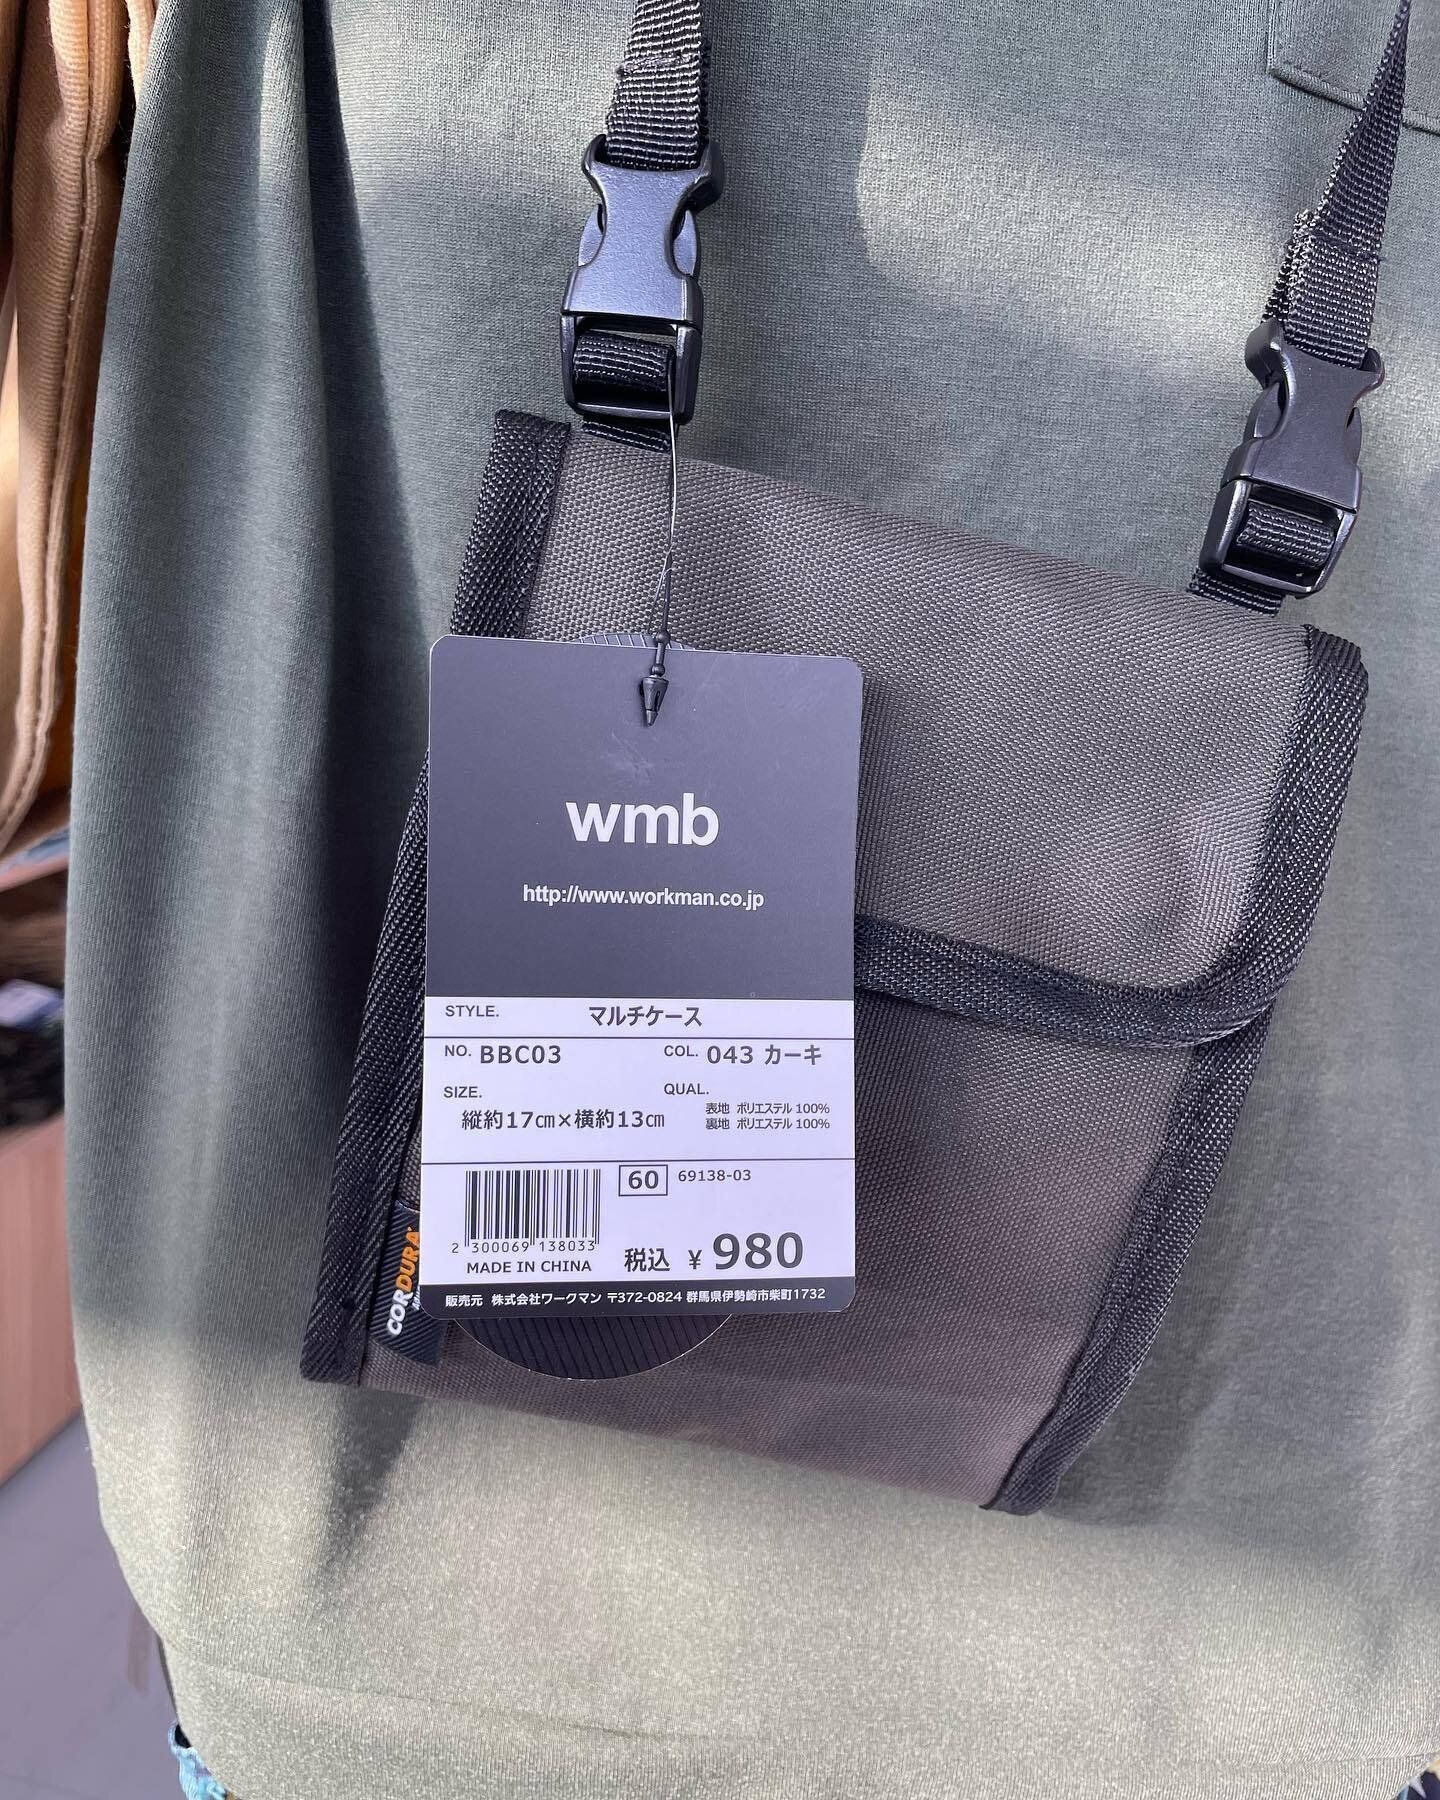 wmb
http://www.workman.co.jp
STYLE. マルチケース
NO. BBC03 COL. 043 カーキ
SIZE. QUAL.
縦約17㎝×横約13㎝
表地 ポリエステル 100%
裏地 ポリエステル 100%
60 69138-03
2 300069 138033
MADE IN CHINA
税込 ¥980
販売元 株式会社ワークマン 〒372-0824 群馬県伊勢崎市柴町1732
CORDURA